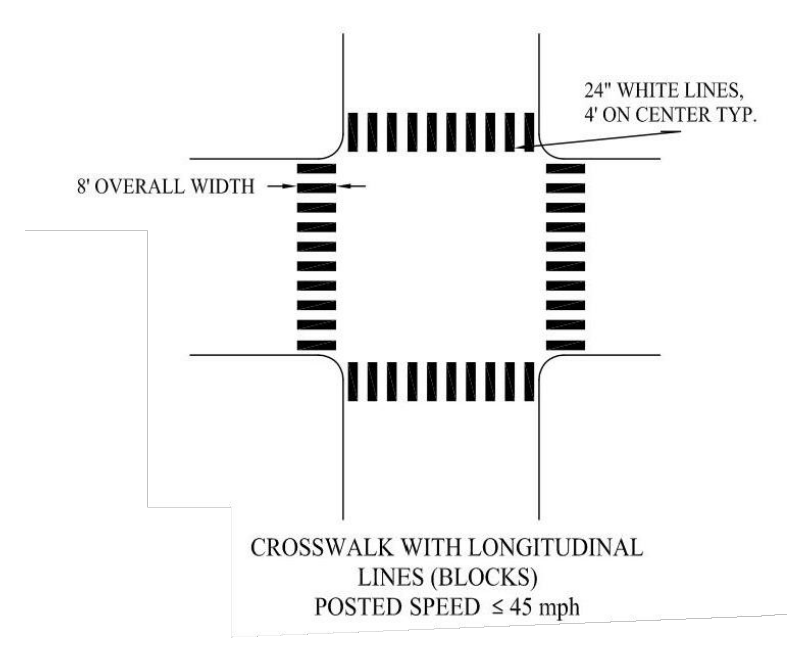 24" WHITE LINES,
4' ON CENTER TYP.
8' OVERALL WIDTH
CROSSWALK WITH LONGITUDINAL
LINES (BLOCKS)
POSTED SPEED ≤ 45 mph